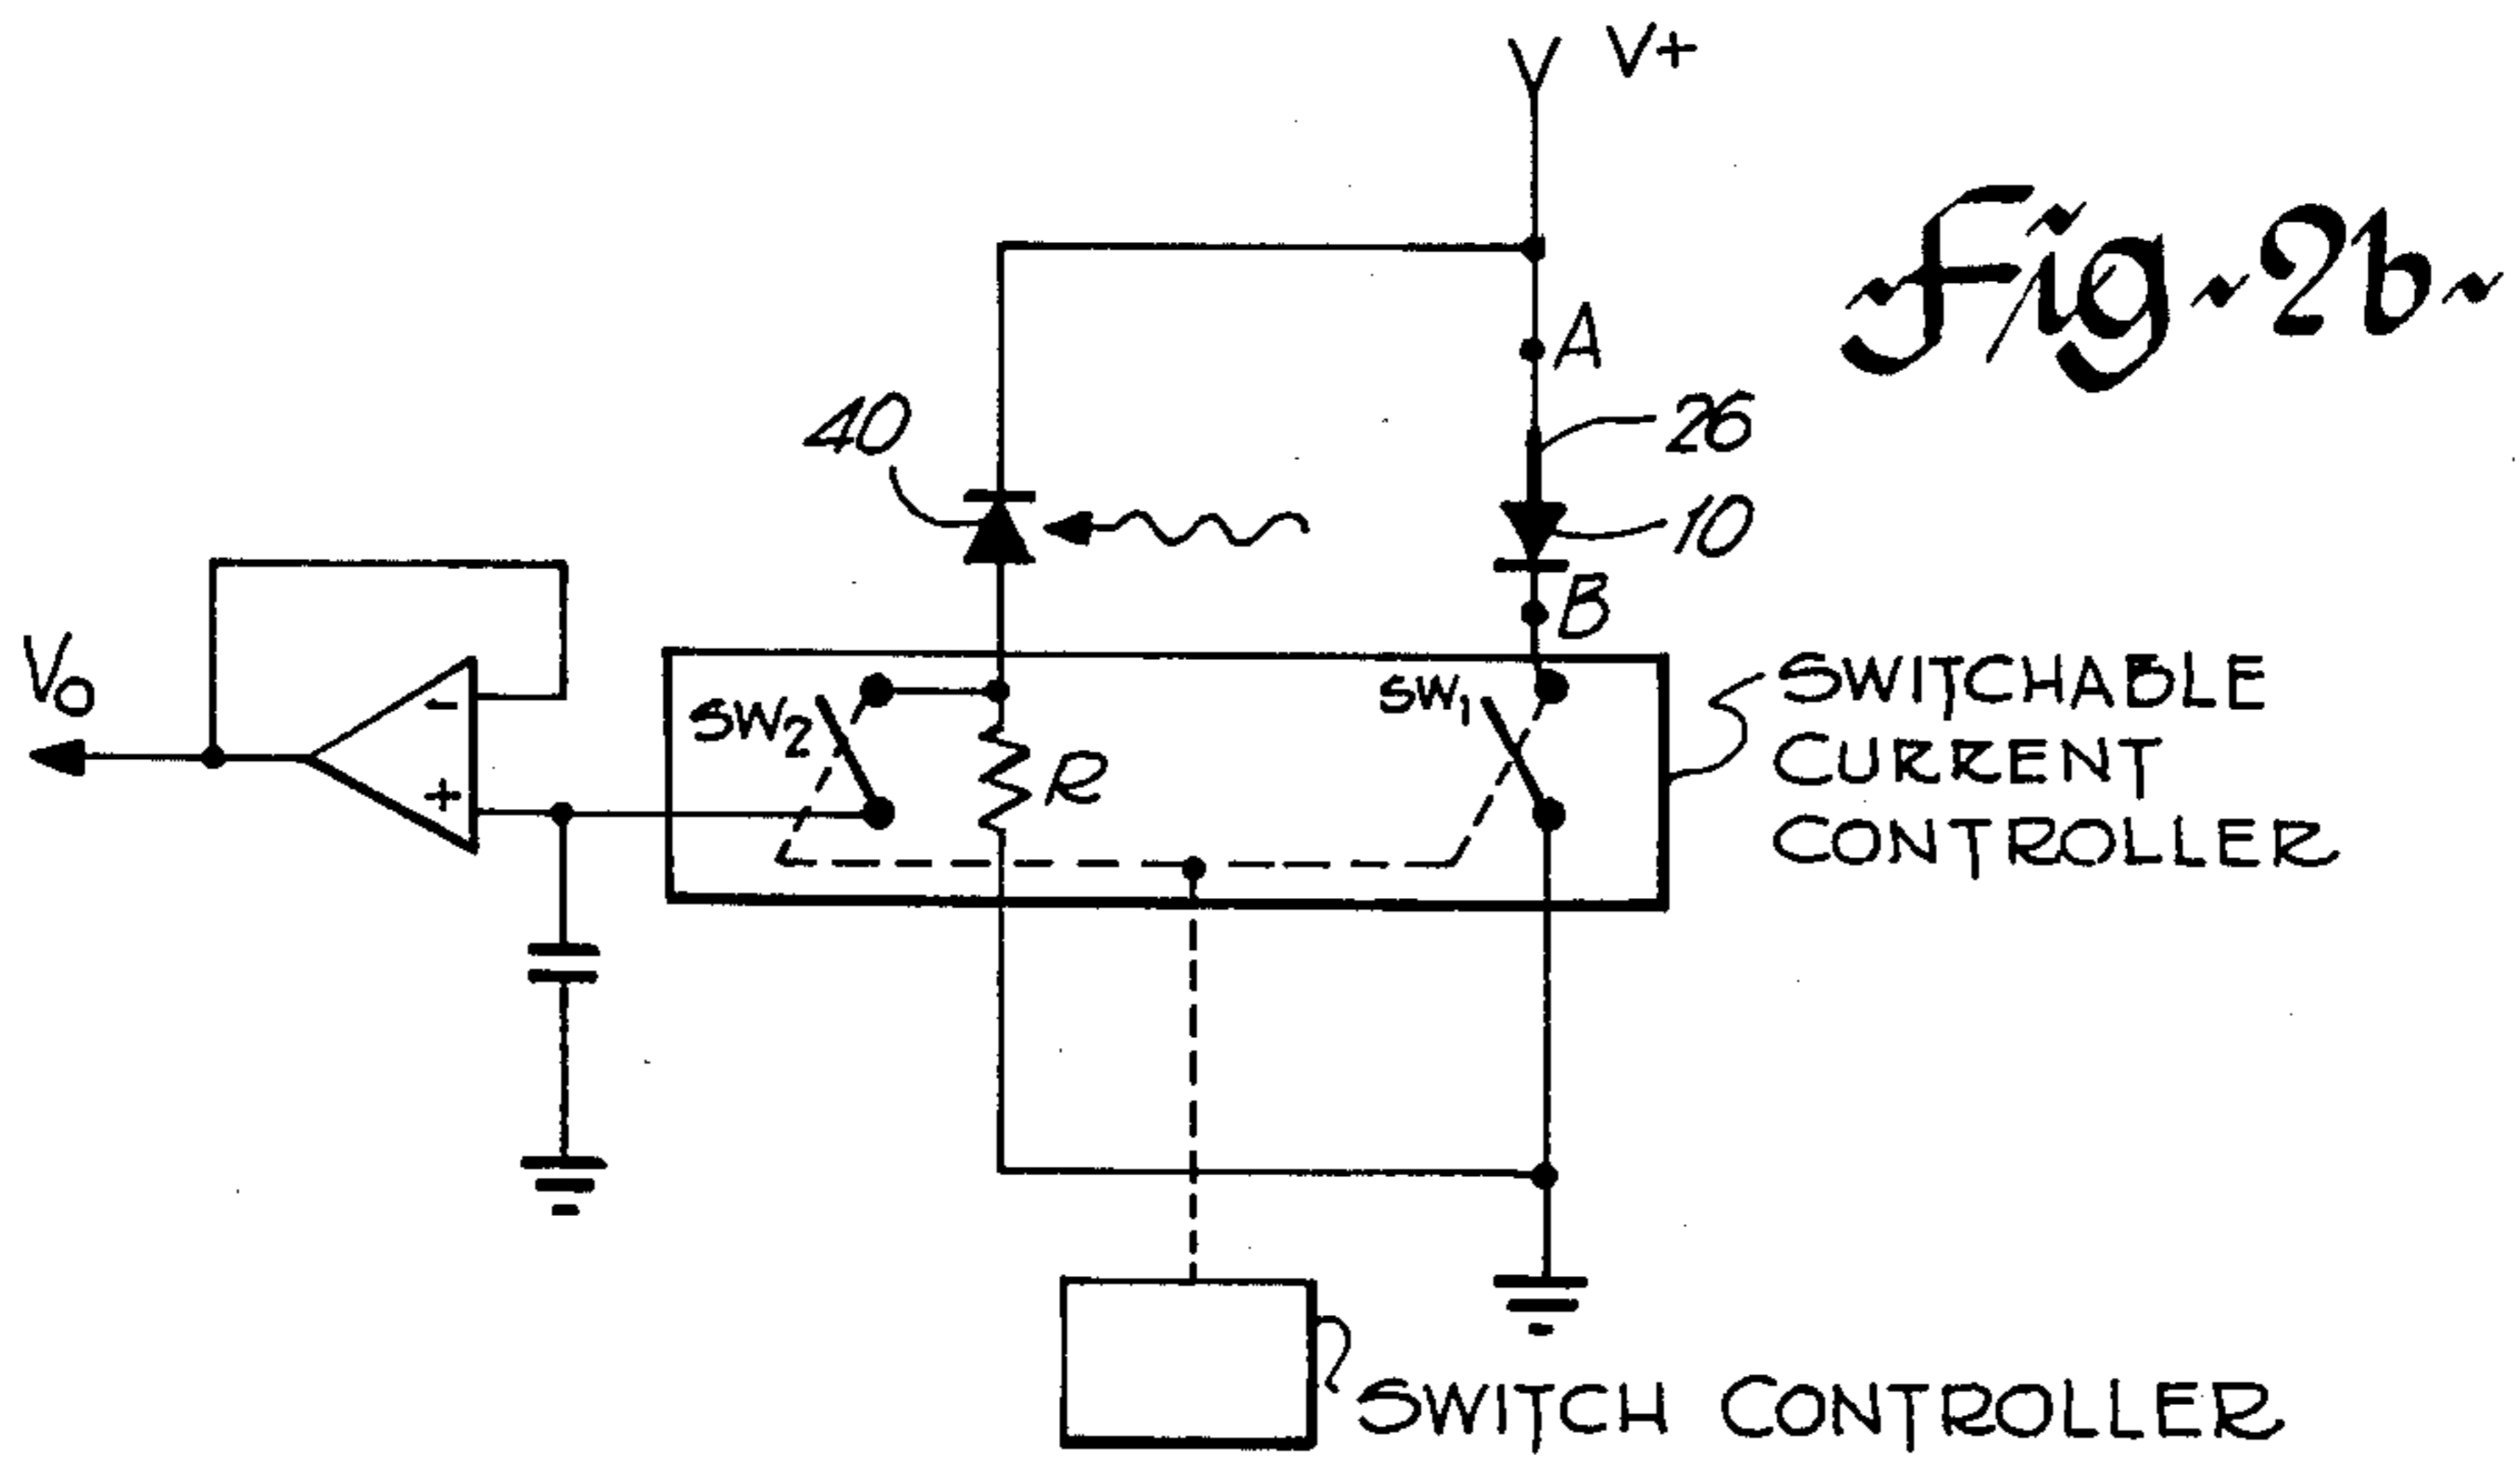 V+
Fig 2b
A
26
40
10
B
V0
SW2
SW1
R
-
+
SWITCHABLE
CURRENT
CONTROLLER
SWITCH CONTROLLER